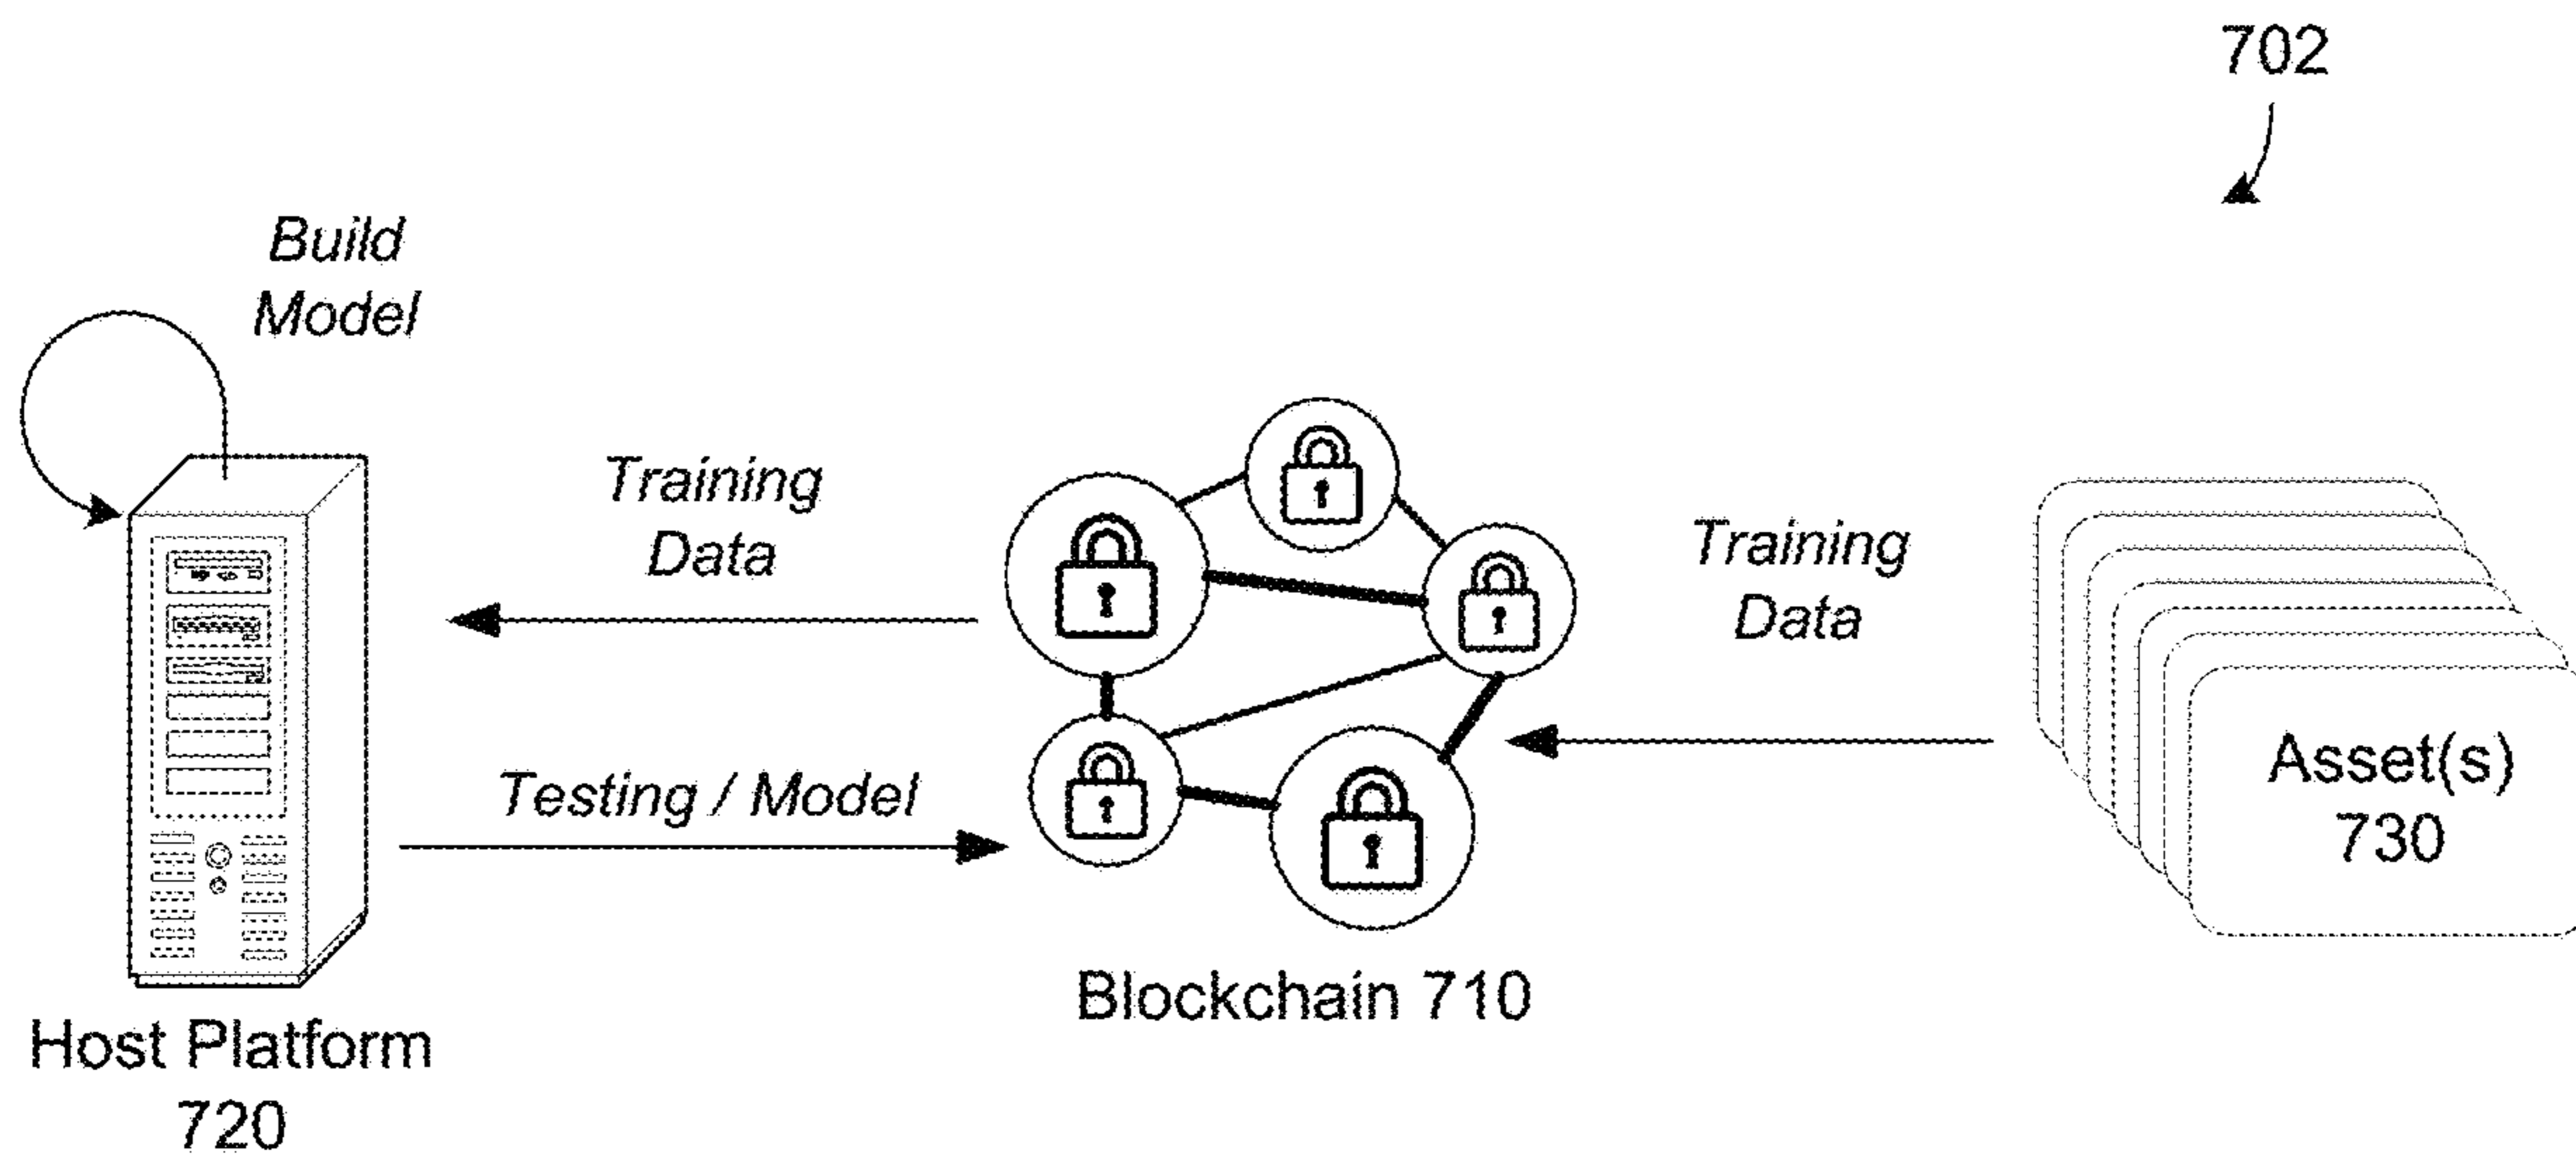 702
Build
Model
Training
Data
Training
Data
Testing / Model
Asset(s)
730
Blockchain 710
Host Platform
720